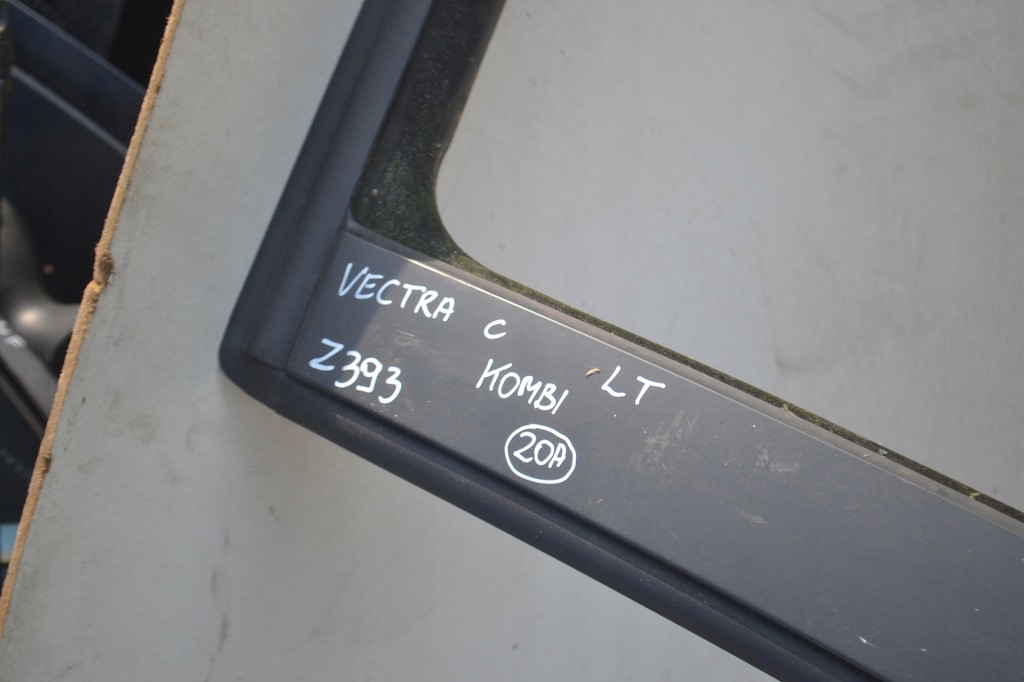 VECTRA C LT
Z393 KOMBI
20A